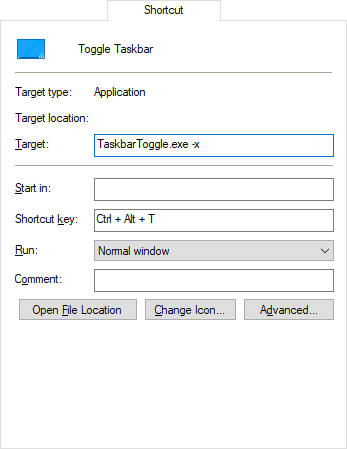 Shortcut
Toggle Taskbar
Target type: Application
Target location:
Target: TaskbarToggle.exe -x
Start in:
Shortcut key: Ctrl + Alt + T
Run: Normal window
Comment:
Open File Location Change Icon... Advanced...